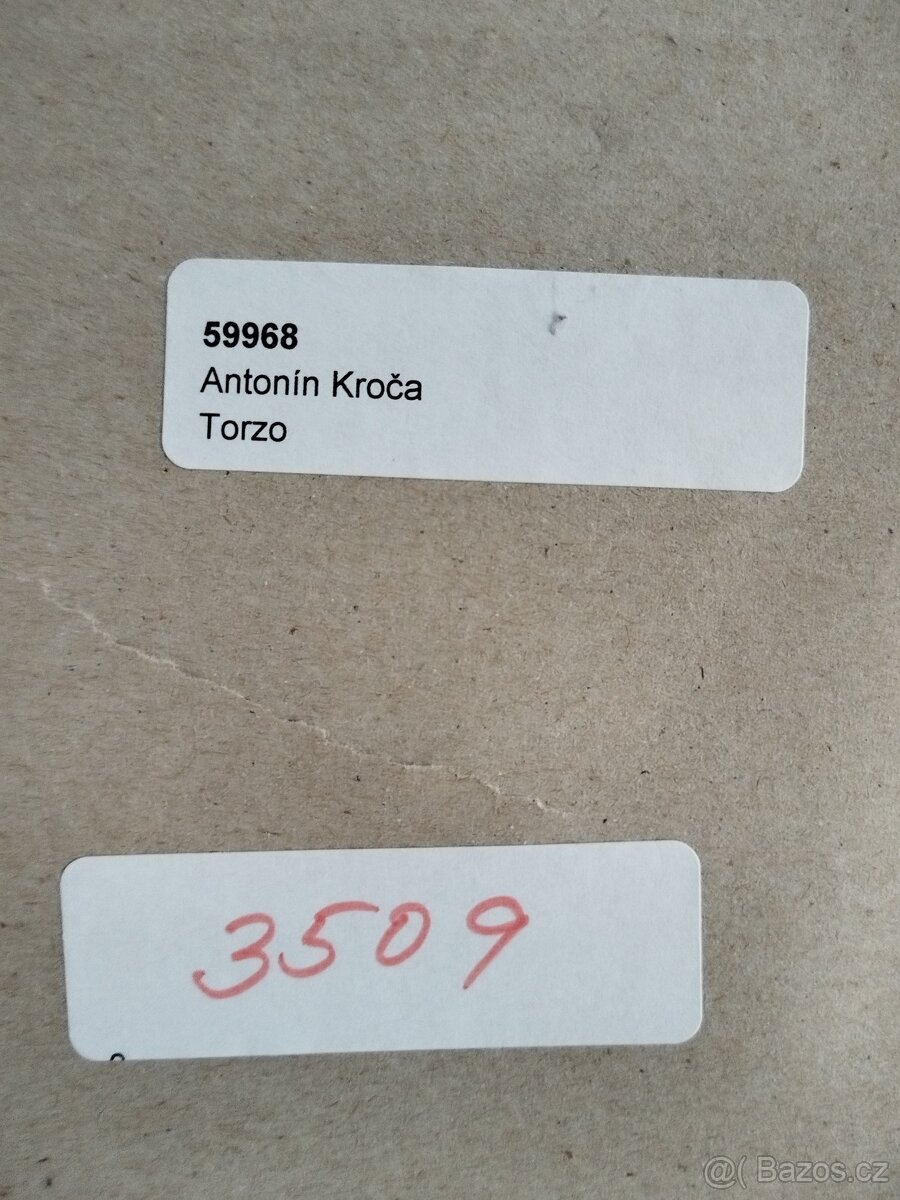 59968
Antonín Kroča
Torzo
3509
@( Bazos.cz